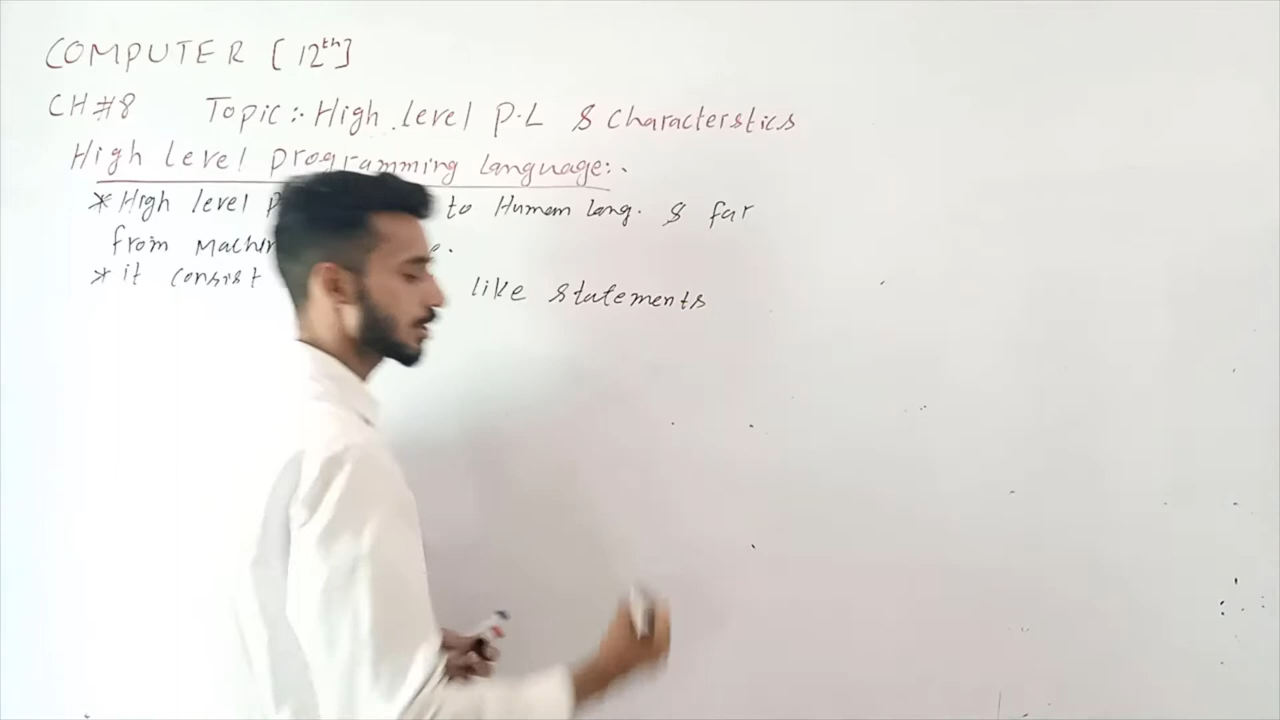 COMPUTER [12th]
CH#8 Topic:- High level P.L & Characterstics
High Level programming language:-
*High level to Human lang. & far
from
*it consist like statements